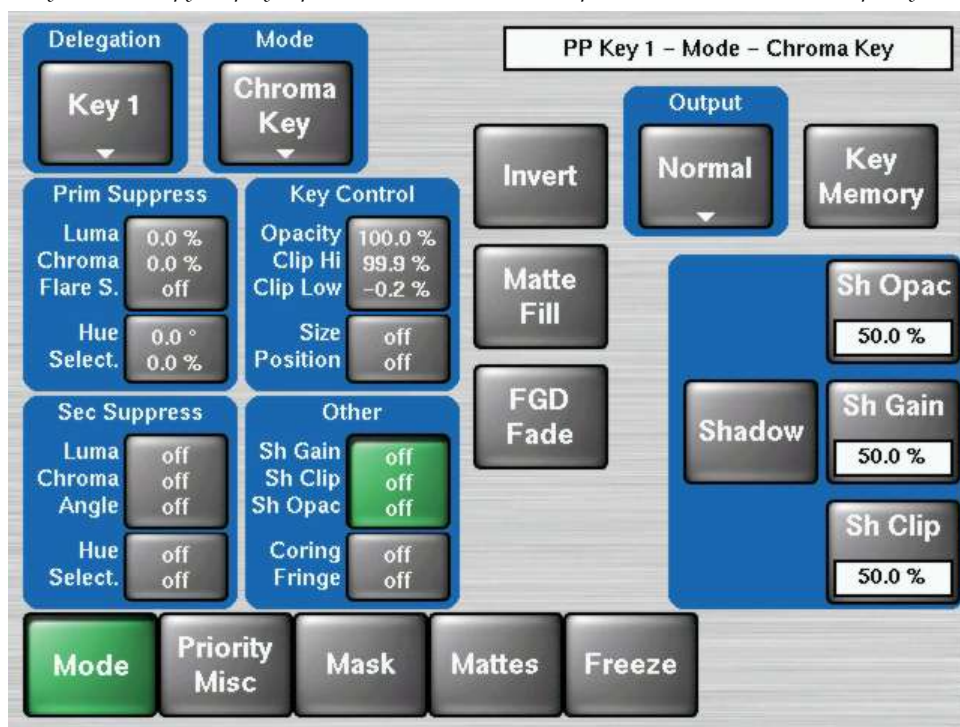 Delegation
Key 1
Mode
Chroma
Key
PP Key 1 – Mode – Chroma Key
Invert
Output
Normal
Key
Memory
Prim Suppress
Luma 0.0 %
Chroma 0.0 %
Flare S. off
Hue 0.0 °
Select. 0.0 %
Key Control
Opacity 100.0 %
Clip Hi 99.9 %
Clip Low –0.2 %
Size off
Position off
Matte
Fill
FGD
Fade
Shadow
Sh Opac
50.0 %
Sh Gain
50.0 %
Sh Clip
50.0 %
Sec Suppress
Luma off
Chroma off
Angle off
Hue off
Select. off
Other
Sh Gain off
Sh Clip off
Sh Opac off
Coring off
Fringe off
Mode
Priority
Misc
Mask
Mattes
Freeze